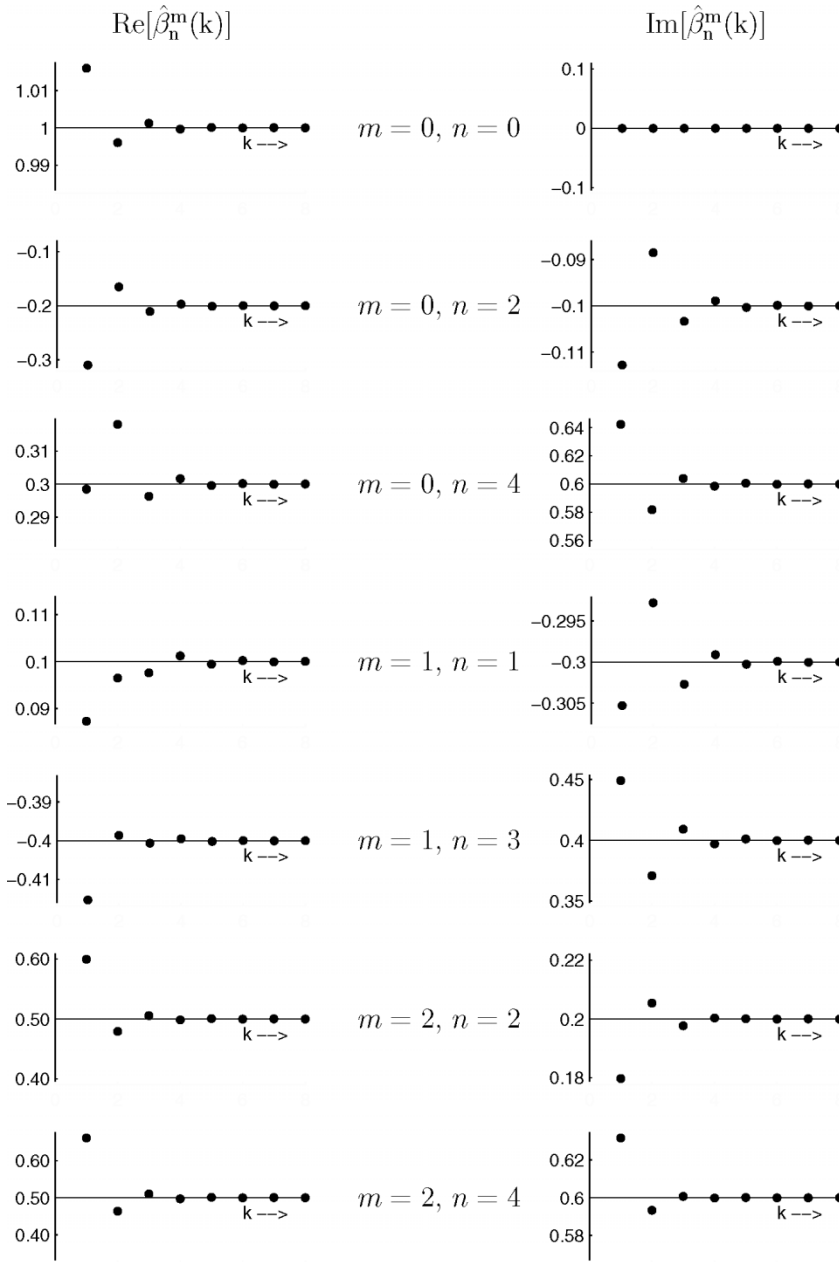 Re[β̂ₙᵐ(k)] Im[β̂ₙᵐ(k)]
1.01
1
0.99
k −−>
m = 0, n = 0
0.1
0
−0.1
k −−>
−0.1
−0.2
−0.3
k −−>
m = 0, n = 2
−0.09
−0.1
−0.11
k −−>
0.31
0.3
0.29
k −−>
m = 0, n = 4
0.64
0.62
0.6
0.58
0.56
k −−>
0.11
0.1
0.09
k −−>
m = 1, n = 1
−0.295
−0.3
−0.305
k −−>
−0.39
−0.4
−0.41
k −−>
m = 1, n = 3
0.45
0.4
0.35
k −−>
0.60
0.50
0.40
k −−>
m = 2, n = 2
0.22
0.2
0.18
k −−>
0.60
0.50
0.40
k −−>
m = 2, n = 4
0.62
0.6
0.58
k −−>